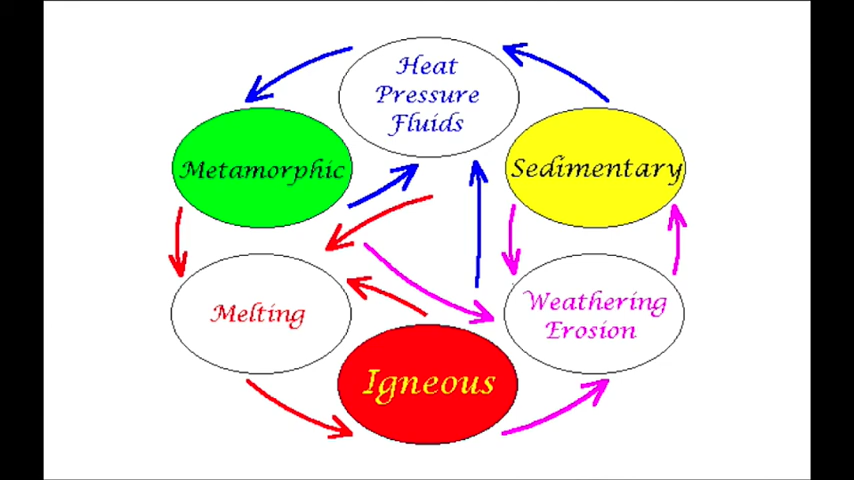 Heat
Pressure
Fluids
Metamorphic
Sedimentary
Melting
Weathering
Erosion
Igneous